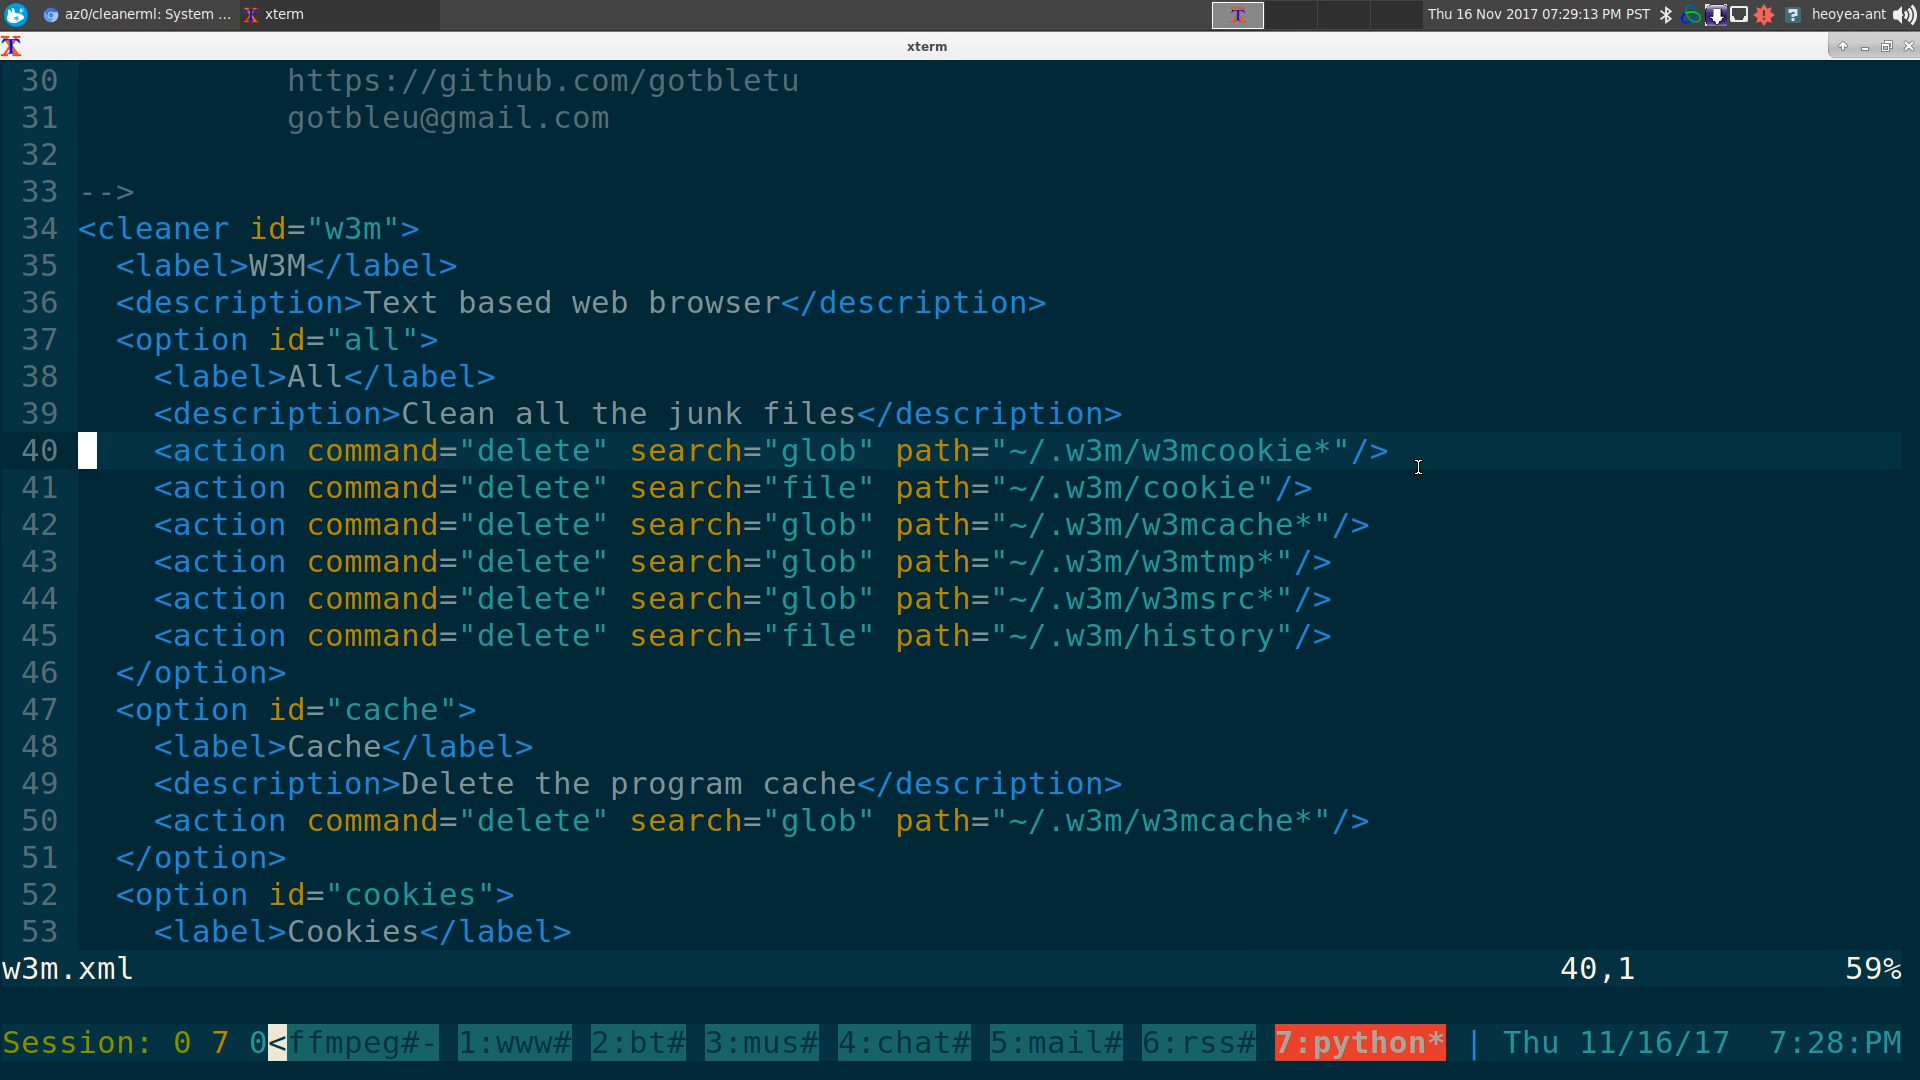 az0/cleanerml: System ...
xterm
Thu 16 Nov 2017 07:29:13 PM PST
heoyea-ant
xterm
30 https://github.com/gotbletu
31 gotbleu@gmail.com
32
33 -->
34 <cleaner id="w3m">
35 <label>W3M</label>
36 <description>Text based web browser</description>
37 <option id="all">
38 <label>All</label>
39 <description>Clean all the junk files</description>
40 <action command="delete" search="glob" path="~/.w3m/w3mcookie*"/>
41 <action command="delete" search="file" path="~/.w3m/cookie"/>
42 <action command="delete" search="glob" path="~/.w3m/w3mcache*"/>
43 <action command="delete" search="glob" path="~/.w3m/w3mtmp*"/>
44 <action command="delete" search="glob" path="~/.w3m/w3msrc*"/>
45 <action command="delete" search="file" path="~/.w3m/history"/>
46 </option>
47 <option id="cache">
48 <label>Cache</label>
49 <description>Delete the program cache</description>
50 <action command="delete" search="glob" path="~/.w3m/w3mcache*"/>
51 </option>
52 <option id="cookies">
53 <label>Cookies</label>
w3m.xml 40,1 59%
Session: 0 7 0<ffmpeg#- 1:www# 2:bt# 3:mus# 4:chat# 5:mail# 6:rss# 7:python* | Thu 11/16/17 7:28:PM